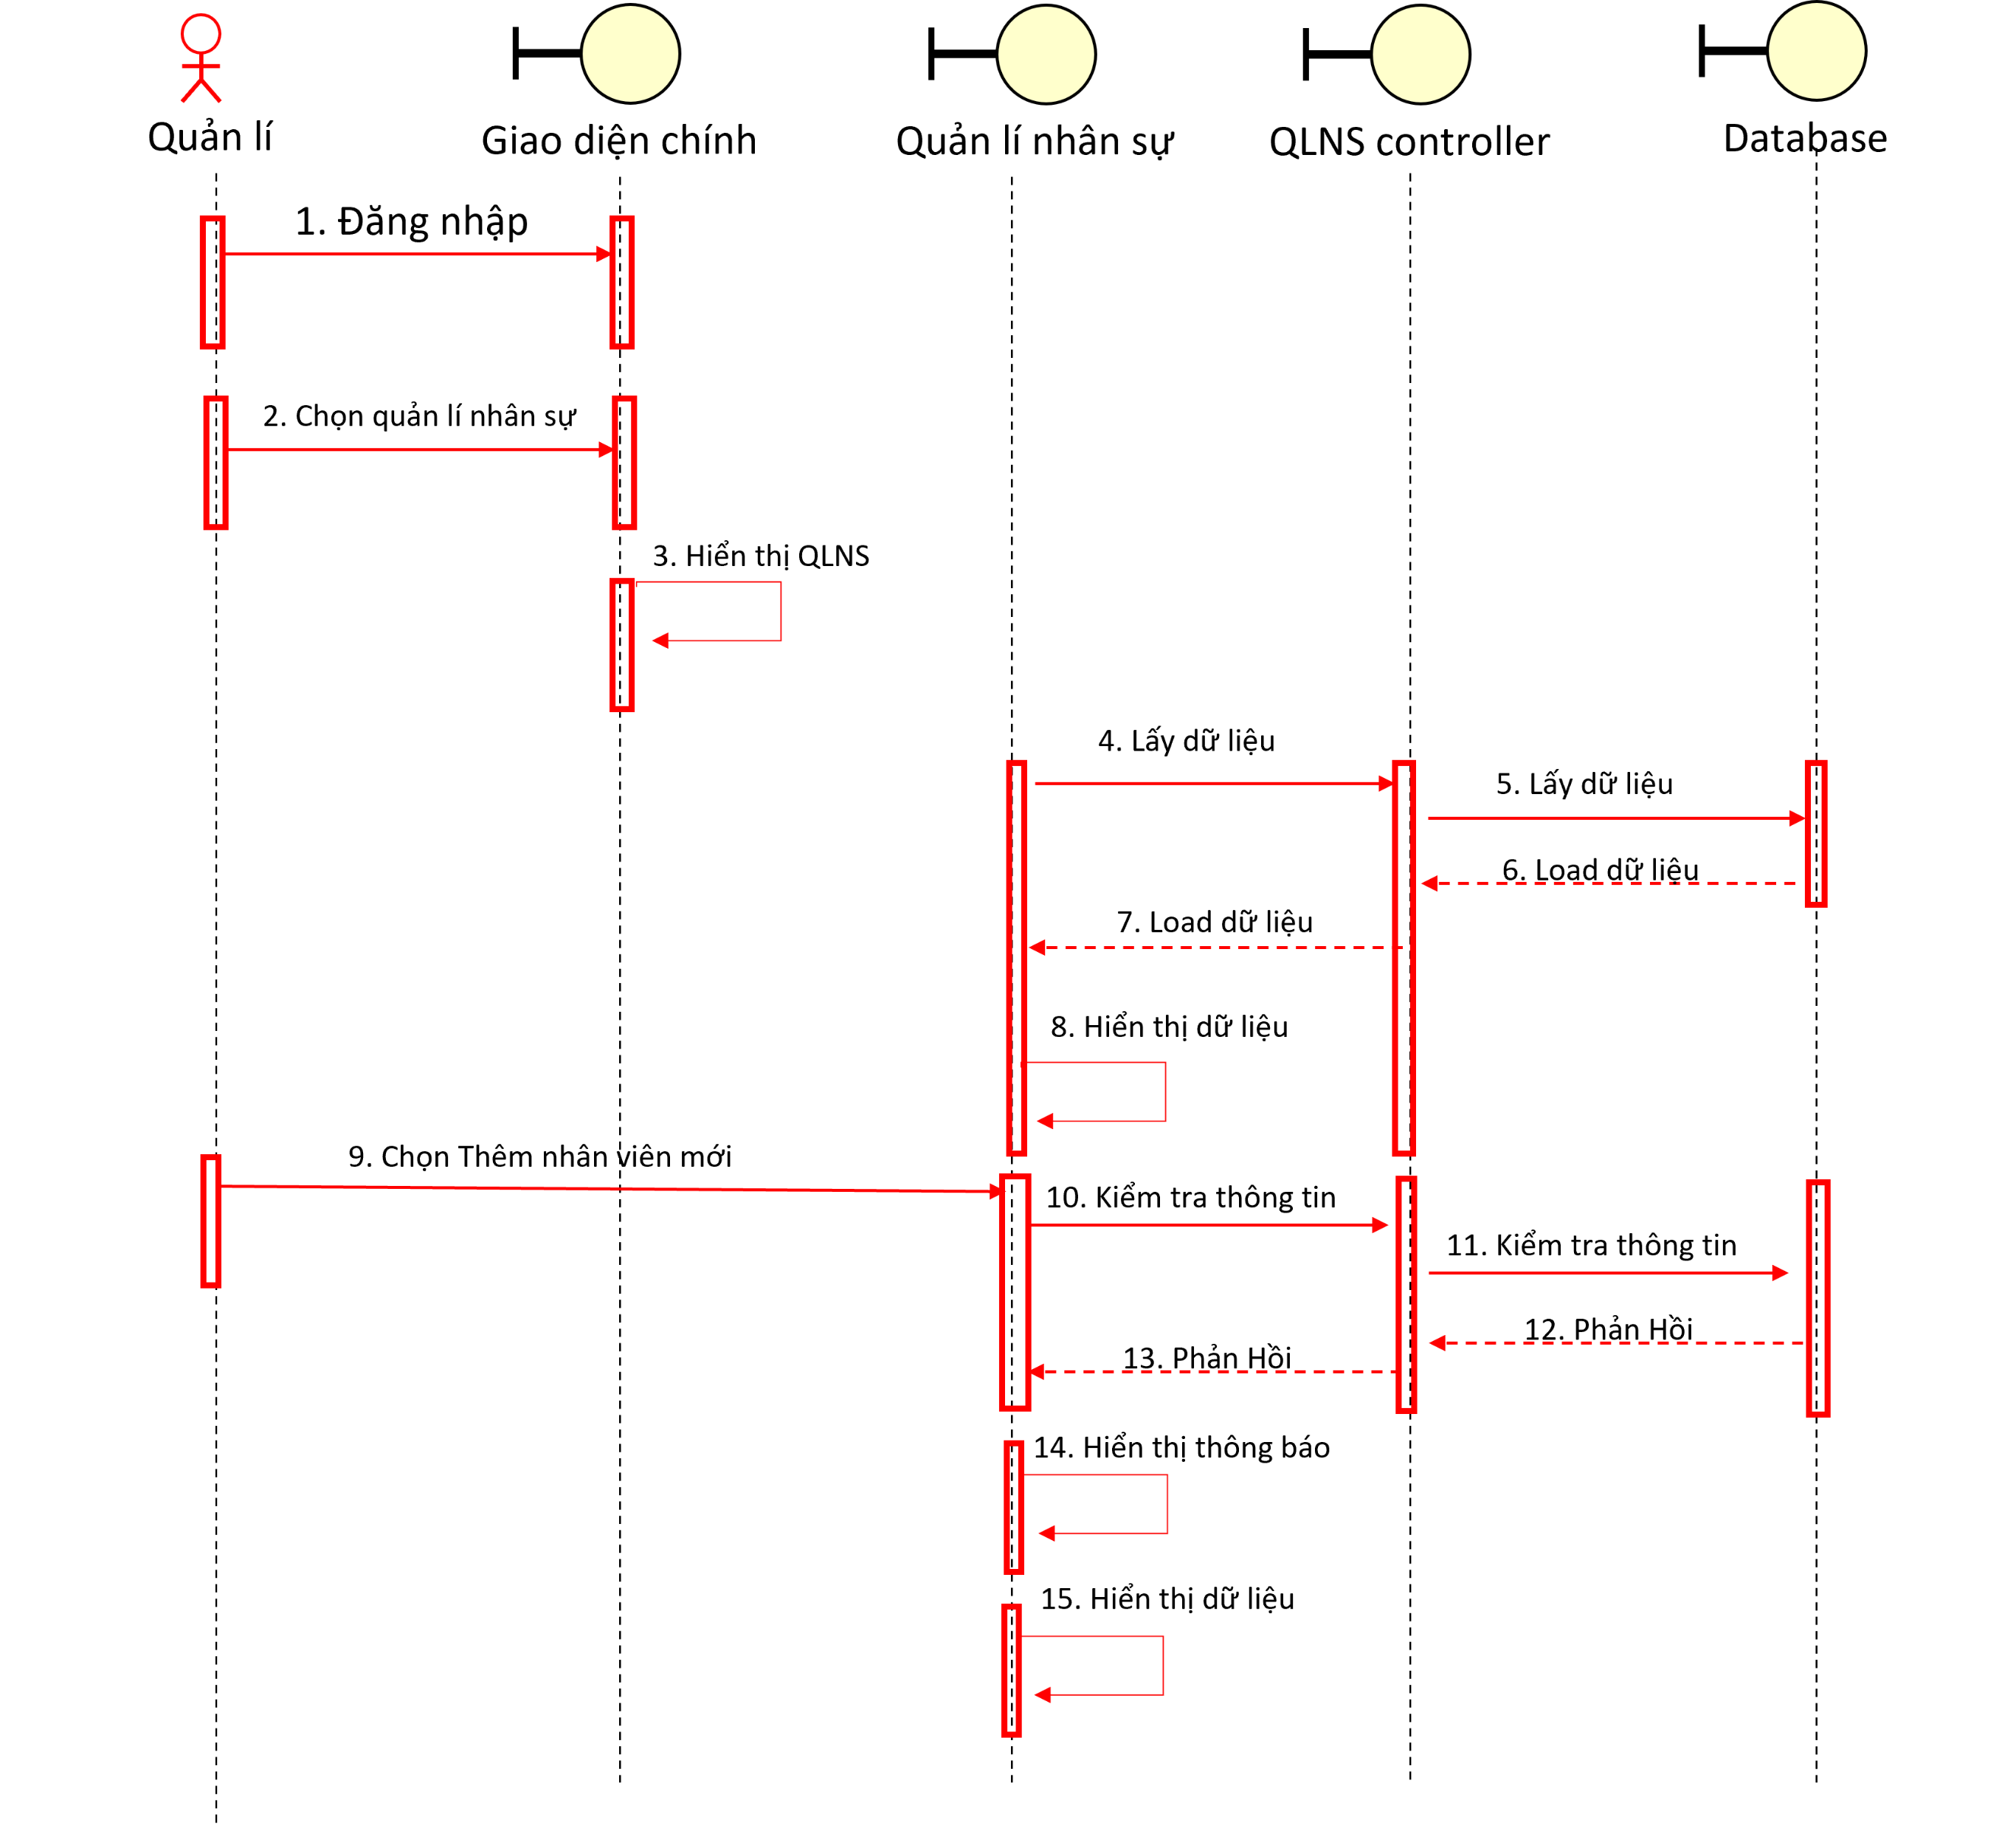 Quản lí
Giao diện chính
Quản lí nhân sự
QLNS controller
Database
1. Đăng nhập
2. Chọn quản lí nhân sự
3. Hiển thị QLNS
4. Lấy dữ liệu
5. Lấy dữ liệu
6. Load dữ liệu
7. Load dữ liệu
8. Hiển thị dữ liệu
9. Chọn Thêm nhân viên mới
10. Kiểm tra thông tin
11. Kiểm tra thông tin
12. Phản Hồi
13. Phản Hồi
14. Hiển thị thông báo
15. Hiển thị dữ liệu